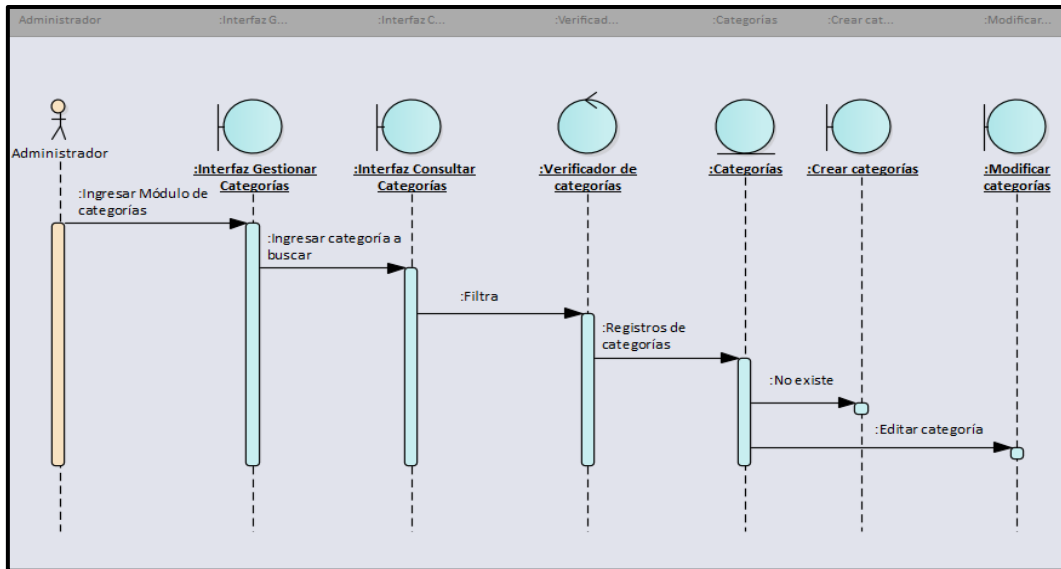 Administrador
:Interfaz G...
:Interfaz C...
:Verificad...
:Categorías
:Crear cat...
:Modificar...
Administrador
:Interfaz Gestionar
Categorías
:Interfaz Consultar
Categorías
:Verificador de
categorías
:Categorías
:Crear categorías
:Modificar
categorías
:Ingresar Módulo de
categorías
:Ingresar categoría a
buscar
:Filtra
:Registros de
categorías
:No existe
:Editar categoría